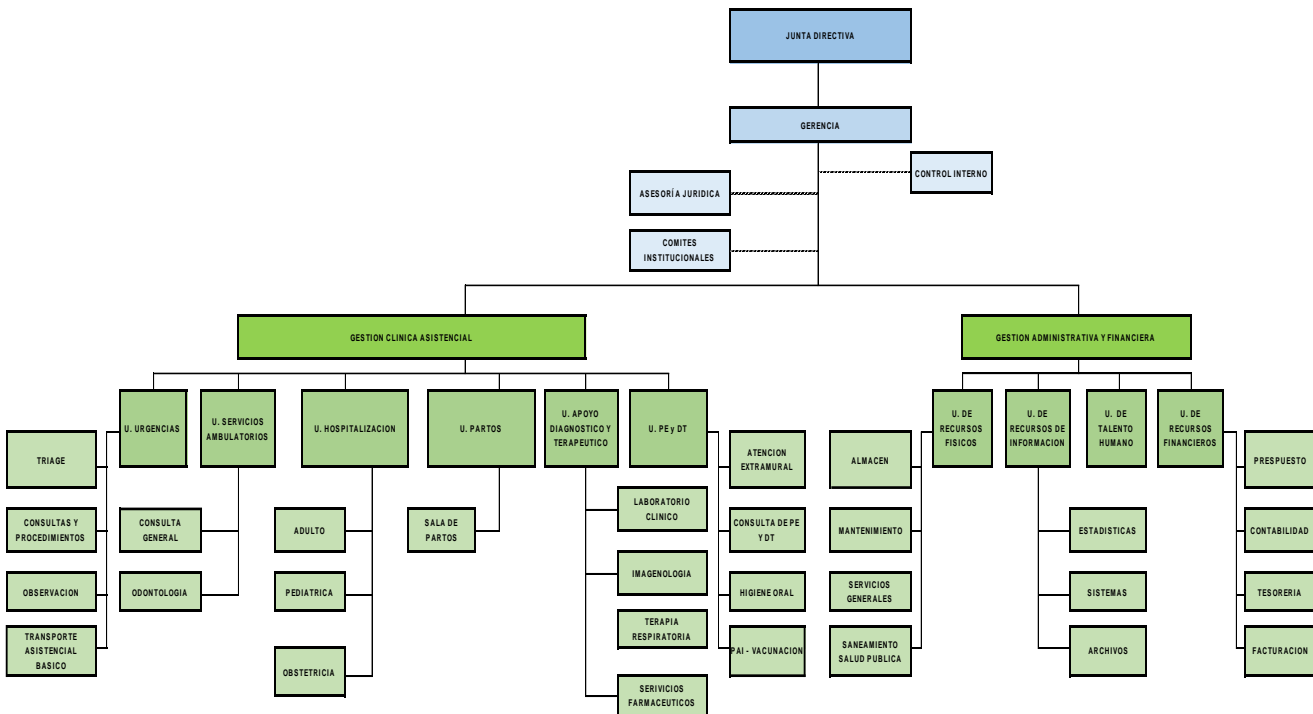 JUNTA DIRECTIVA
GERENCIA
CONTROL INTERNO
ASESORÍA JURIDICA
COMITES
INSTITUCIONALES
GESTION CLINICA ASISTENCIAL
GESTION ADMINISTRATIVA Y FINANCIERA
U. URGENCIAS
U. SERVICIOS
AMBULATORIOS
U. HOSPITALIZACION
U. PARTOS
U. APOYO
DIAGNOSTICO Y
TERAPEUTICO
U. PE y DT
U. DE
RECURSOS
FISICOS
U. DE
RECURSOS DE
INFORMACION
U. DE
TALENTO
HUMANO
U. DE
RECURSOS
FINANCIEROS
TRIAGE
CONSULTAS Y
PROCEDIMIENTOS
OBSERVACION
TRANSPORTE
ASISTENCIAL
BASICO
CONSULTA
GENERAL
ODONTOLOGIA
ADULTO
PEDIATRICA
OBSTETRICIA
SALA DE
PARTOS
LABORATORIO
CLINICO
IMAGENOLOGIA
TERAPIA
RESPIRATORIA
SERIVICIOS
FARMACEUTICOS
ATENCION
EXTRAMURAL
CONSULTA DE PE
Y DT
HIGIENE ORAL
PAI - VACUNACION
ALMACEN
MANTENIMIENTO
SERVICIOS
GENERALES
SANEAMIENTO
SALUD PUBLICA
ESTADISTICAS
SISTEMAS
ARCHIVOS
PRESPUESTO
CONTABILIDAD
TESORERIA
FACTURACION